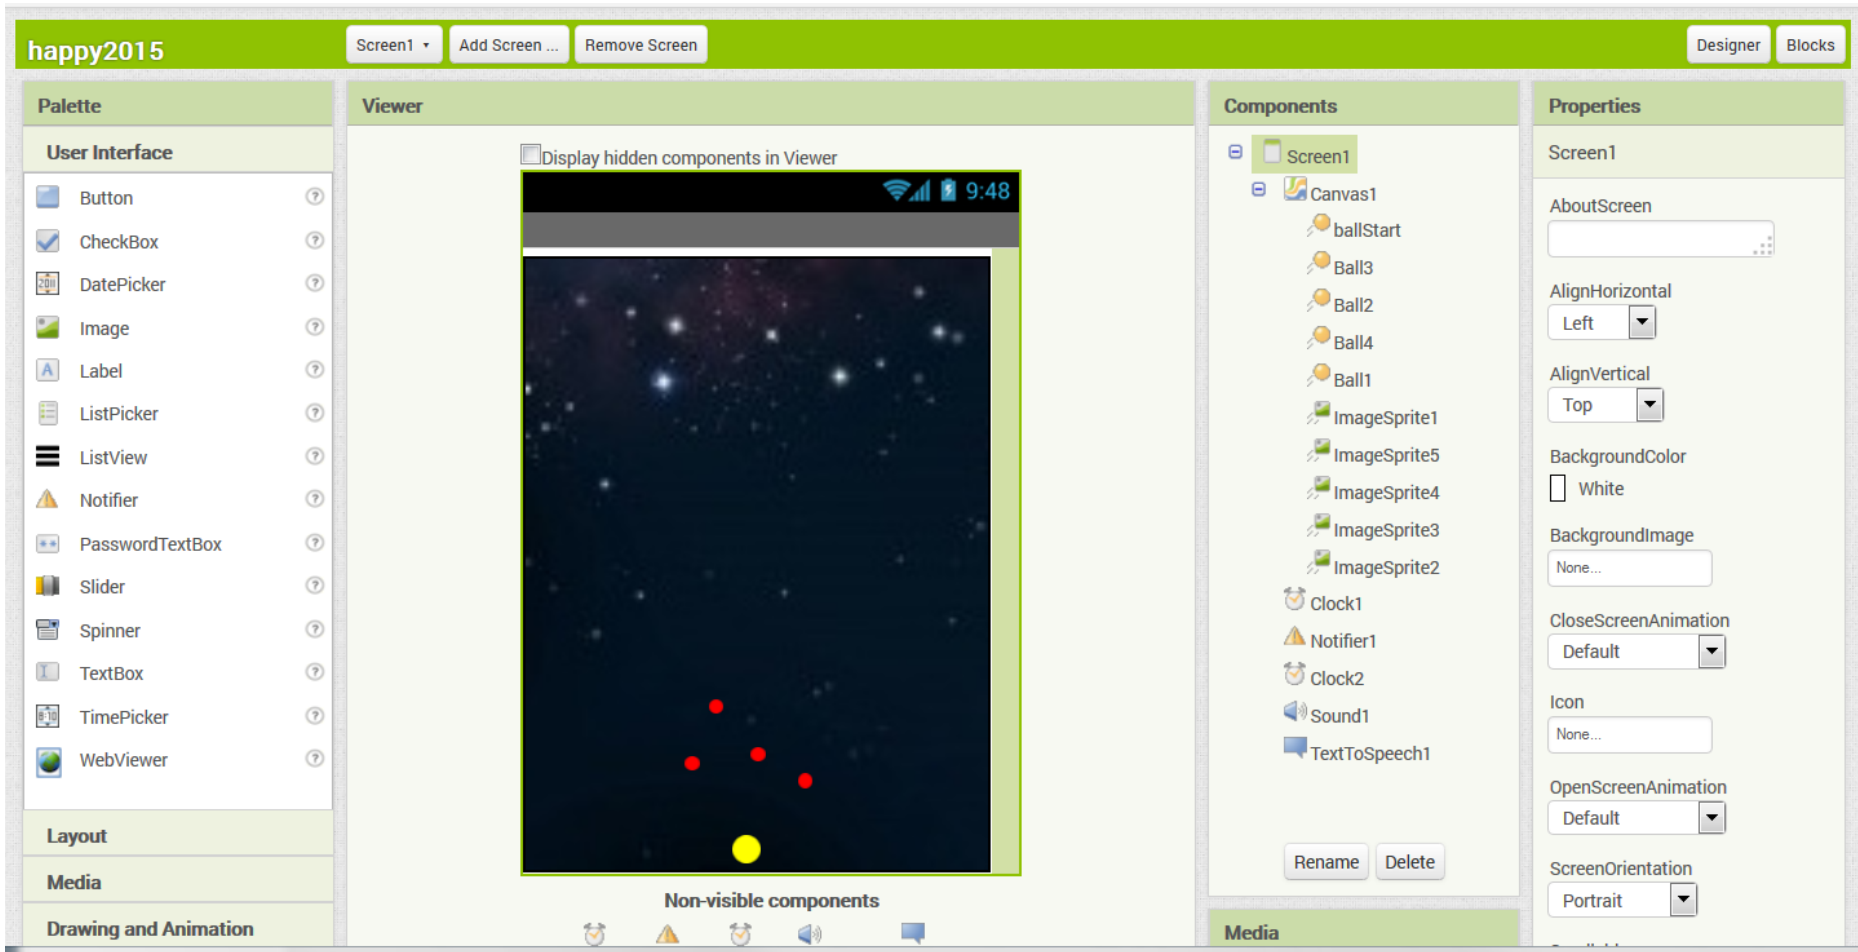 happy2015
Screen1
Add Screen ...
Remove Screen
Designer
Blocks
Palette
User Interface
Button
CheckBox
DatePicker
Image
Label
ListPicker
ListView
Notifier
PasswordTextBox
Slider
Spinner
TextBox
TimePicker
WebViewer
Layout
Media
Drawing and Animation
Viewer
Display hidden components in Viewer
9:48
Non-visible components
Components
Screen1
Canvas1
ballStart
Ball3
Ball2
Ball4
Ball1
ImageSprite1
ImageSprite5
ImageSprite4
ImageSprite3
ImageSprite2
Clock1
Notifier1
Clock2
Sound1
TextToSpeech1
Rename
Delete
Media
Properties
Screen1
AboutScreen
AlignHorizontal
Left
AlignVertical
Top
BackgroundColor
White
BackgroundImage
None...
CloseScreenAnimation
Default
Icon
None...
OpenScreenAnimation
Default
ScreenOrientation
Portrait